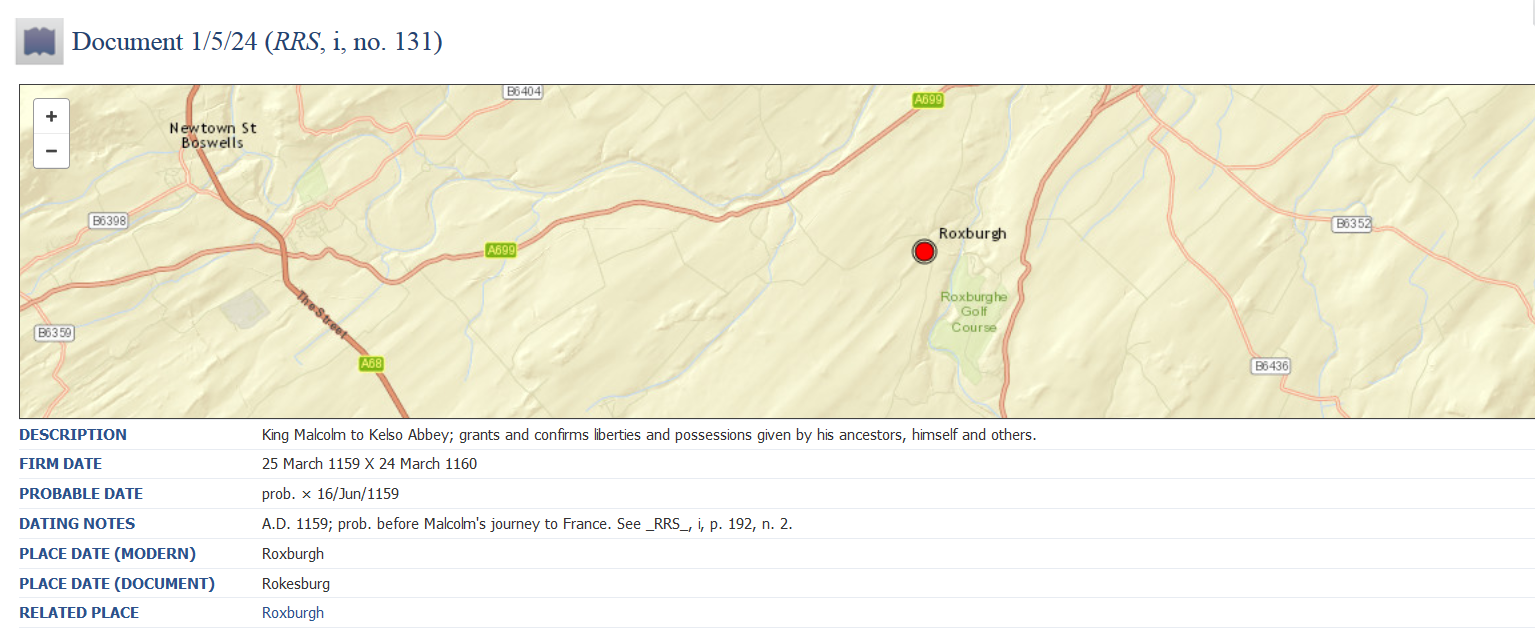 Document 1/5/24 (RRS, i, no. 131)
+
−
B6404
A699
Newtown St
Boswells
B6398
B6352
Roxburgh
A699
Roxburghe
Golf
Course
The Street
B6359
A68
B6436
DESCRIPTION King Malcolm to Kelso Abbey; grants and confirms liberties and possessions given by his ancestors, himself and others.
FIRM DATE 25 March 1159 X 24 March 1160
PROBABLE DATE prob. × 16/Jun/1159
DATING NOTES A.D. 1159; prob. before Malcolm's journey to France. See _RRS_, i, p. 192, n. 2.
PLACE DATE (MODERN) Roxburgh
PLACE DATE (DOCUMENT) Rokesburg
RELATED PLACE Roxburgh